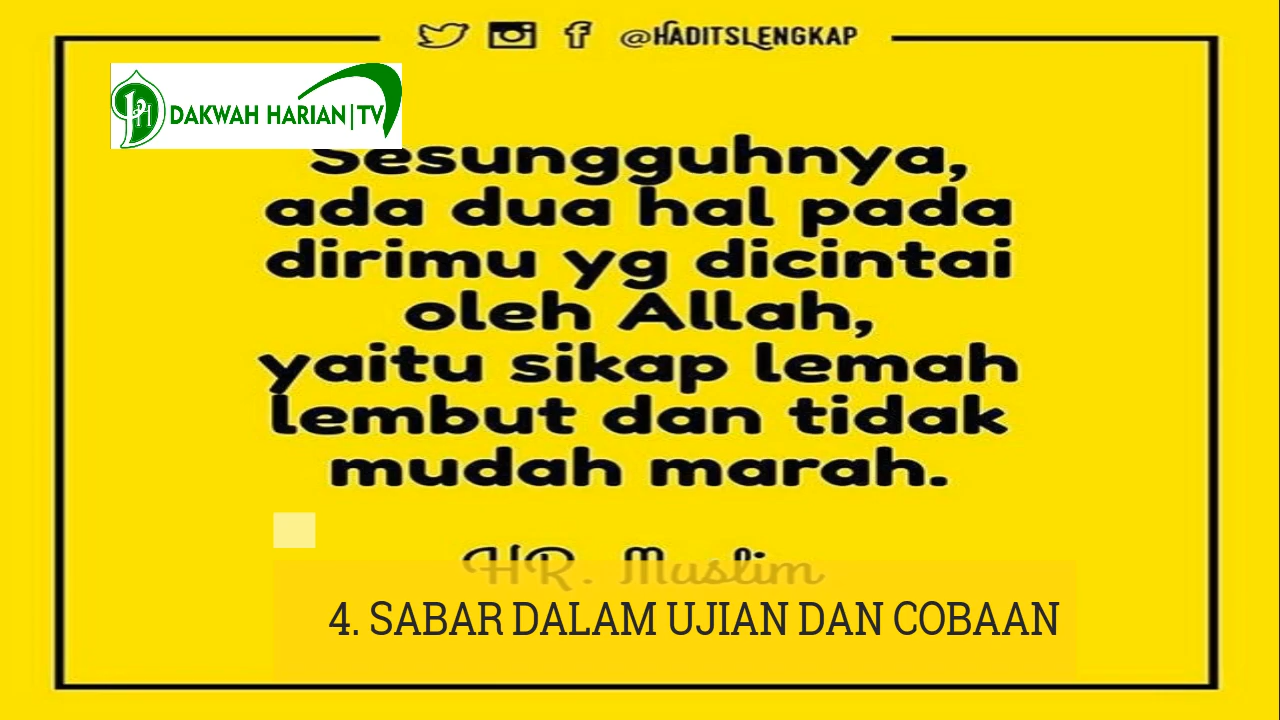 @HADITSLENGKAP
DAKWAH HARIAN|TV
Sesungguhnya,
ada dua hal pada
dirimu yg dicintai
oleh Allah,
yaitu sikap lemah
lembut dan tidak
mudah marah.
HR. Muslim
4. SABAR DALAM UJIAN DAN COBAAN